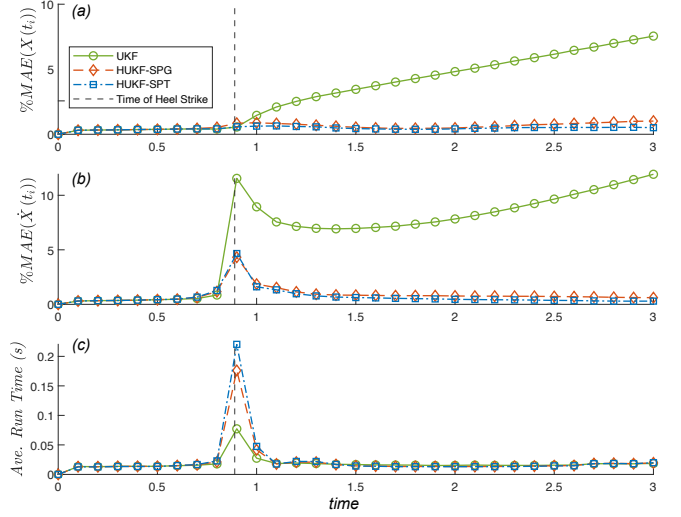 (a)
%MAE(X(t_i))
10
5
0
UKF
HUKF-SPG
HUKF-SPT
Time of Heel Strike
0 0.5 1 1.5 2 2.5 3
(b)
%MAE(Ẋ(t_i))
10
5
0
0 0.5 1 1.5 2 2.5 3
(c)
Ave. Run Time (s)
0.2
0.15
0.1
0.05
0
0 0.5 1 1.5 2 2.5 3
time